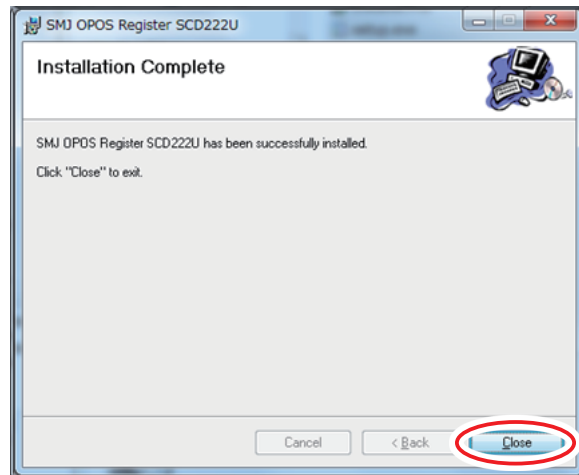 SMJ OPOS Register SCD222U
Installation Complete
SMJ OPOS Register SCD222U has been successfully installed.
Click "Close" to exit.
Cancel
< Back
Close